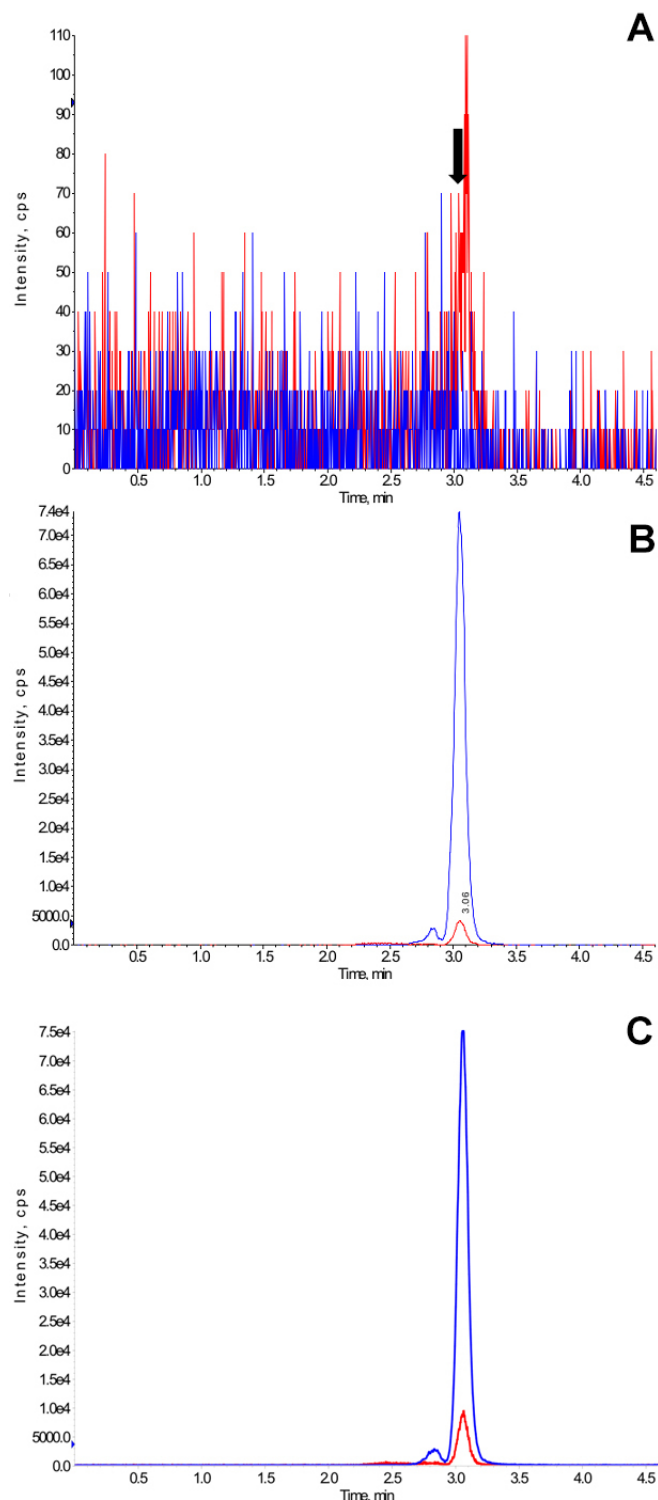 A
110
100
90
80
70
60
50
40
30
20
10
0
Intensity, cps
0.5 1.0 1.5 2.0 2.5 3.0 3.5 4.0 4.5
Time, min
B
7.4e4
7.0e4
6.5e4
6.0e4
5.5e4
5.0e4
4.5e4
4.0e4
3.5e4
3.0e4
2.5e4
2.0e4
1.5e4
1.0e4
5000.0
0.0
Intensity, cps
3.06
0.5 1.0 1.5 2.0 2.5 3.0 3.5 4.0 4.5
Time, min
C
7.5e4
7.0e4
6.5e4
6.0e4
5.5e4
5.0e4
4.5e4
4.0e4
3.5e4
3.0e4
2.5e4
2.0e4
1.5e4
1.0e4
5000.0
0.0
Intensity, cps
0.5 1.0 1.5 2.0 2.5 3.0 3.5 4.0 4.5
Time, min